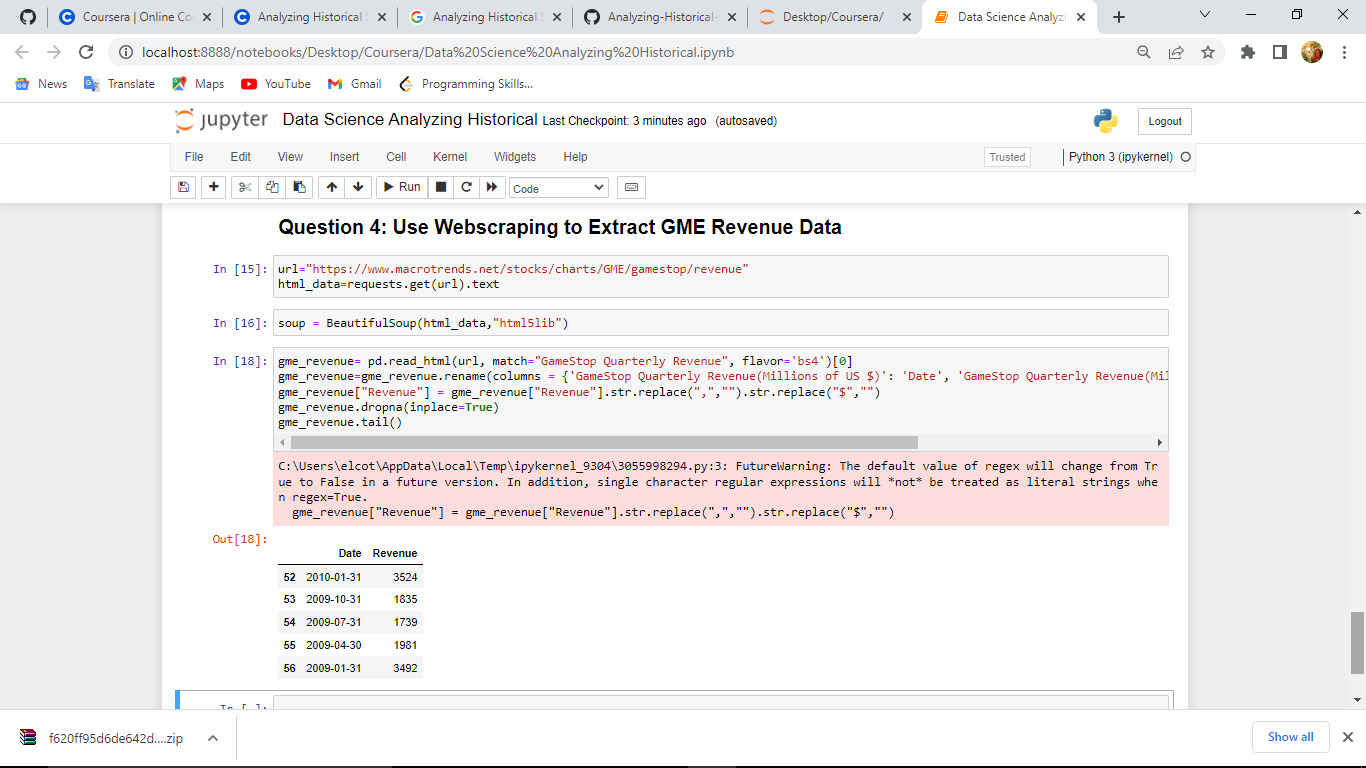 Coursera | Online Co
Analyzing Historical S
Analyzing Historical S
Analyzing-Historical-
Desktop/Coursera/
Data Science Analyzi
localhost:8888/notebooks/Desktop/Coursera/Data%20Science%20Analyzing%20Historical.ipynb
News
Translate
Maps
YouTube
Gmail
Programming Skills...
jupyter Data Science Analyzing Historical Last Checkpoint: 3 minutes ago (autosaved)
Logout
File Edit View Insert Cell Kernel Widgets Help
Trusted
Python 3 (ipykernel)
Run
Code
Question 4: Use Webscraping to Extract GME Revenue Data
In [15]: url="https://www.macrotrends.net/stocks/charts/GME/gamestop/revenue"
html_data=requests.get(url).text
In [16]: soup = BeautifulSoup(html_data,"html5lib")
In [18]: gme_revenue= pd.read_html(url, match="GameStop Quarterly Revenue", flavor='bs4')[0]
gme_revenue=gme_revenue.rename(columns = {'GameStop Quarterly Revenue(Millions of US $)': 'Date', 'GameStop Quarterly Revenue(Mil
gme_revenue["Revenue"] = gme_revenue["Revenue"].str.replace(",","").str.replace("$","")
gme_revenue.dropna(inplace=True)
gme_revenue.tail()
C:\Users\elcot\AppData\Local\Temp\ipykernel_9304\3055998294.py:3: FutureWarning: The default value of regex will change from Tr
ue to False in a future version. In addition, single character regular expressions will *not* be treated as literal strings whe
n regex=True.
gme_revenue["Revenue"] = gme_revenue["Revenue"].str.replace(",","").str.replace("$","")
Out[18]:
Date Revenue
52 2010-01-31 3524
53 2009-10-31 1835
54 2009-07-31 1739
55 2009-04-30 1981
56 2009-01-31 3492
In [ ]:
f620ff95d6de642d....zip
Show all